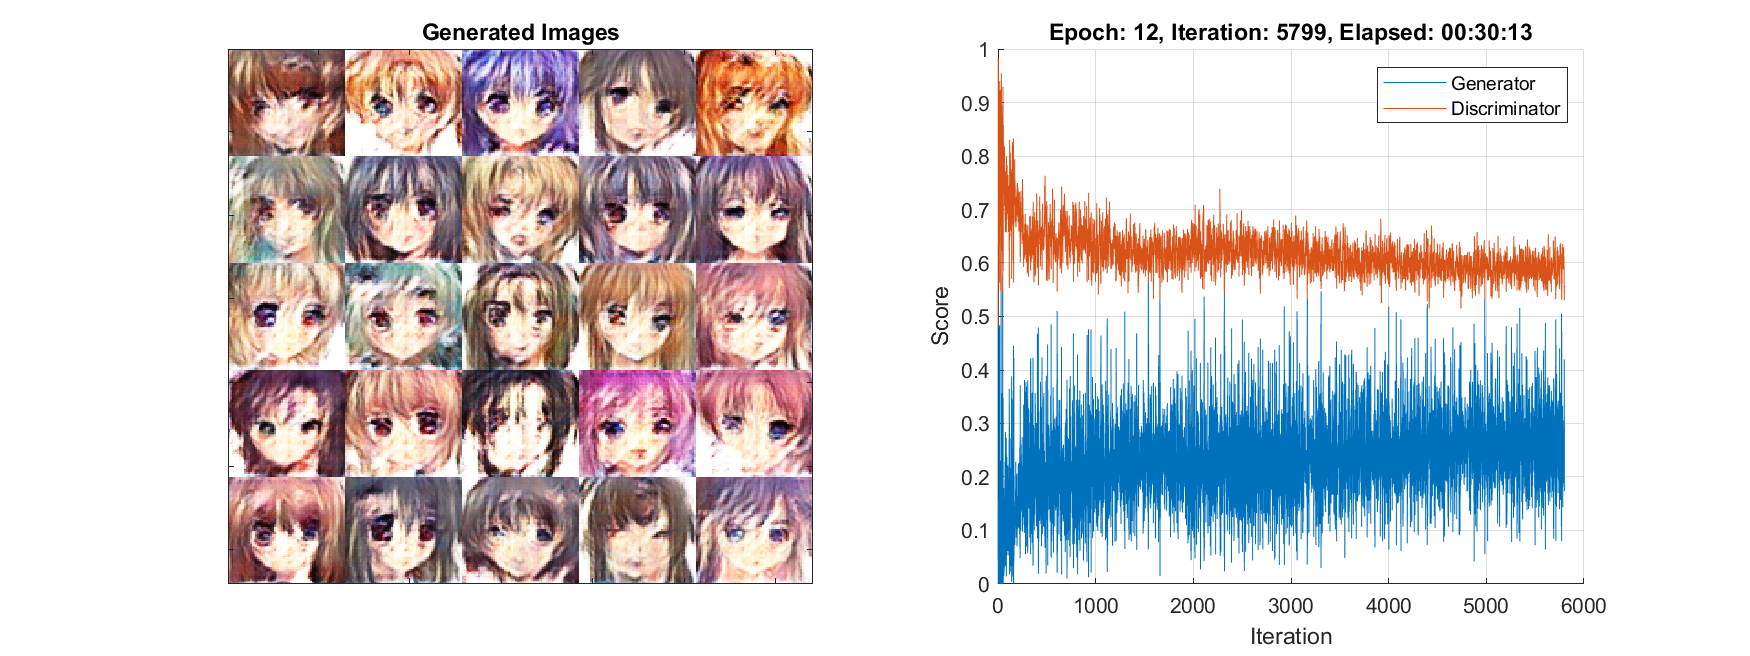 Generated Images
Epoch: 12, Iteration: 5799, Elapsed: 00:30:13
Generator
Discriminator
Score
1
0.9
0.8
0.7
0.6
0.5
0.4
0.3
0.2
0.1
0
0 1000 2000 3000 4000 5000 6000
Iteration